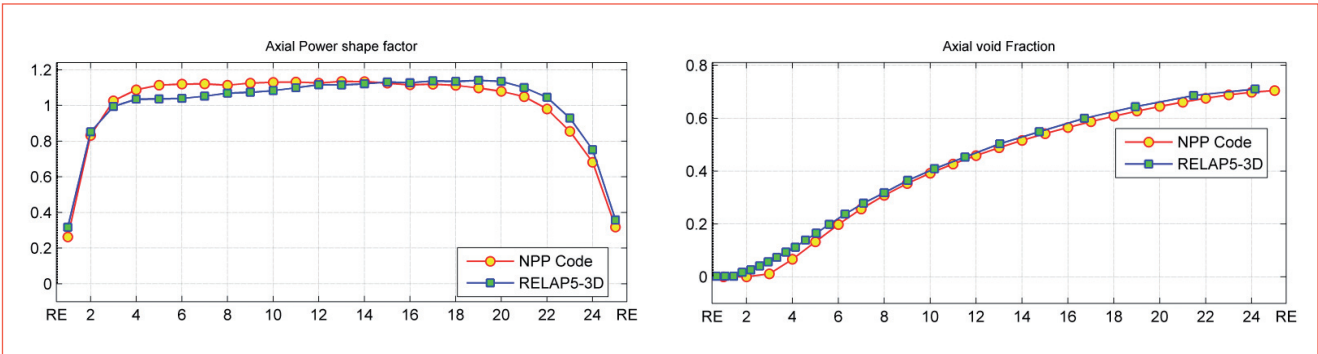 Axial Power shape factor
1.2
1
0.8
0.6
0.4
0.2
0
NPP Code
RELAP5-3D
RE 2 4 6 8 10 12 14 16 18 20 22 24 RE
Axial void Fraction
0.8
0.6
0.4
0.2
0
NPP Code
RELAP5-3D
RE 2 4 6 8 10 12 14 16 18 20 22 24 RE